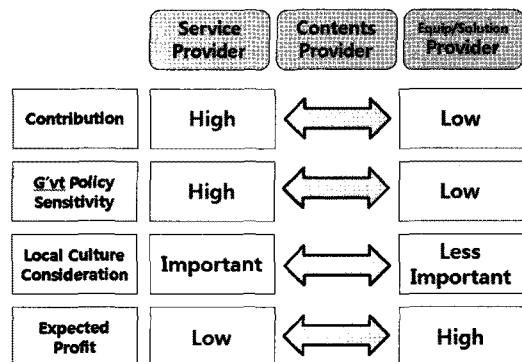 Service Provider
Contents Provider
Equip/Solution Provider
Contribution
High
Low
G'vt Policy
Sensitivity
High
Low
Local Culture
Consideration
Important
Less
Important
Expected
Profit
Low
High